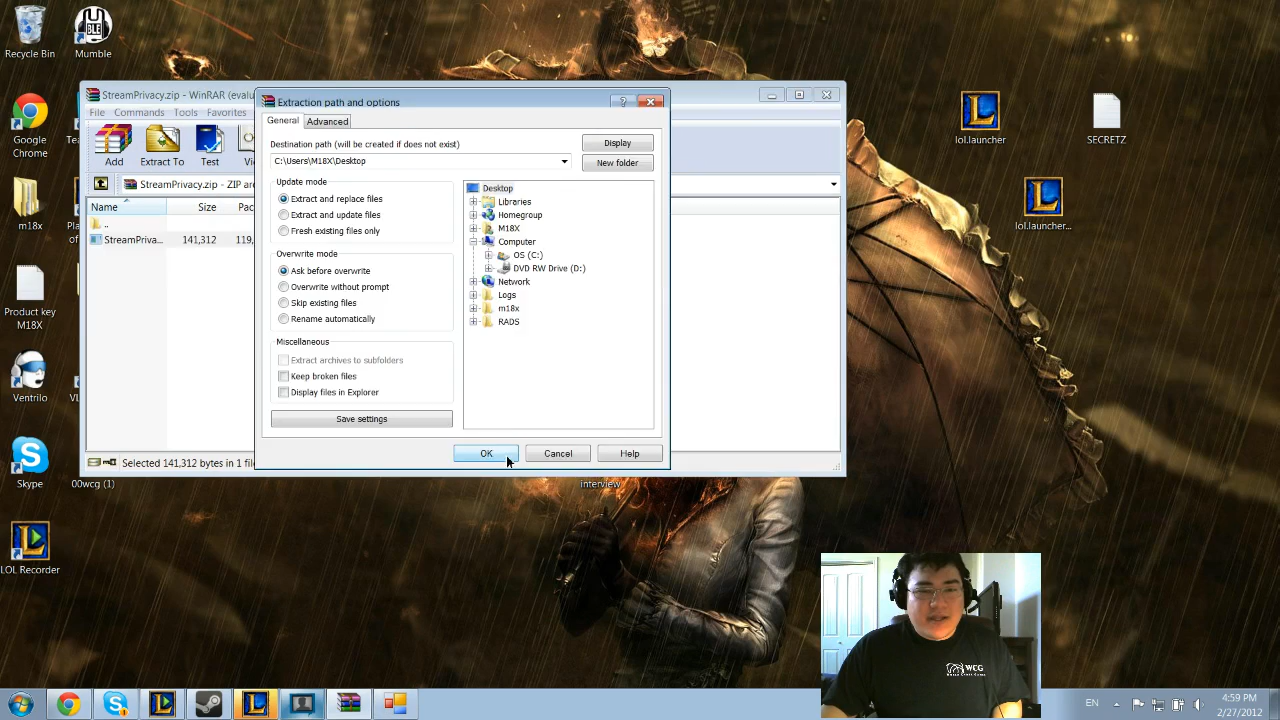 Recycle Bin
Mumble
Google
Chrome
m18x
Product key
M18X
Ventrilo
Skype
00wcg (1)
LOL Recorder
interview
lol.launcher
SECRETZ
lol.launcher...
StreamPrivacy.zip - WinRAR (evalu
File Commands Tools Favorites
Add
Extract To
Test
StreamPrivacy.zip - ZIP ar
Name
Size
Pac
..
StreamPriva...
141,312
119,
Selected 141,312 bytes in 1 fil
Extraction path and options
General
Advanced
Destination path (will be created if does not exist)
C:\Users\M18X\Desktop
Display
New folder
Update mode
Extract and replace files
Extract and update files
Fresh existing files only
Overwrite mode
Ask before overwrite
Overwrite without prompt
Skip existing files
Rename automatically
Miscellaneous
Extract archives to subfolders
Keep broken files
Display files in Explorer
Save settings
Desktop
Libraries
Homegroup
M18X
Computer
OS (C:)
DVD RW Drive (D:)
Network
Logs
m18x
RADS
OK
Cancel
Help
WCG
EN
4:59 PM
2/27/2012